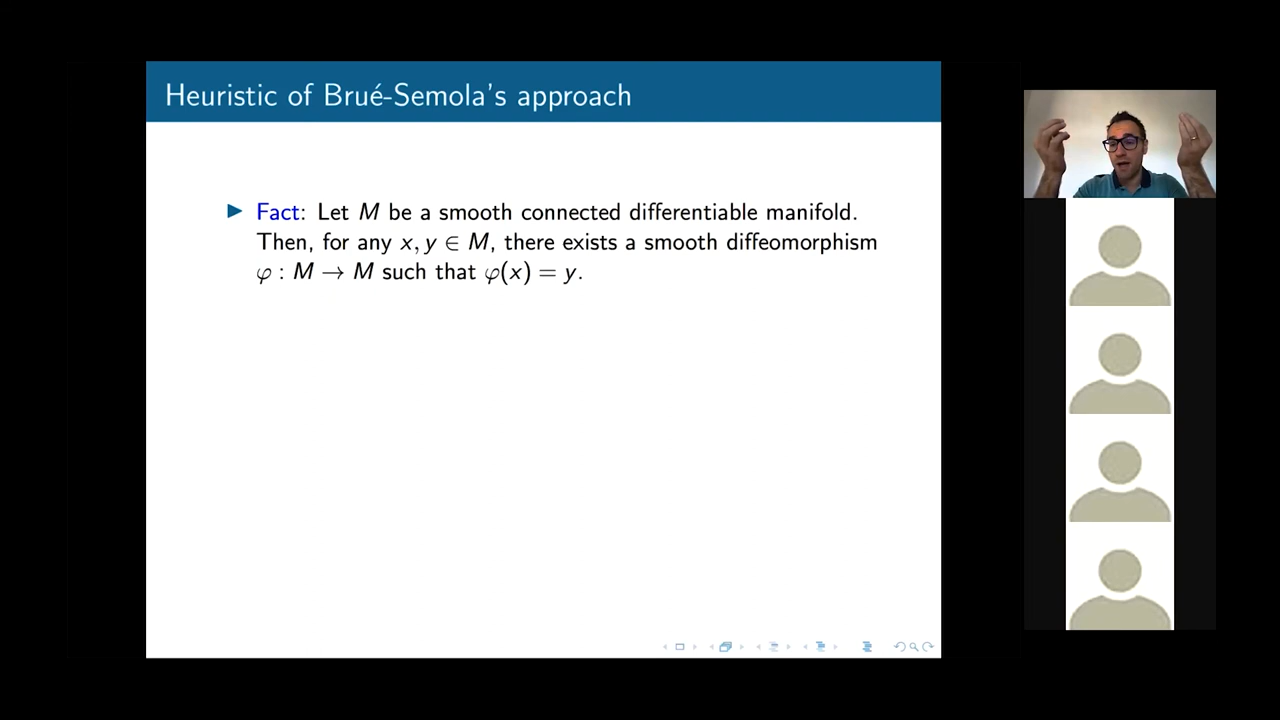 Heuristic of Brué-Semola's approach
Fact: Let M be a smooth connected differentiable manifold.
Then, for any x, y ∈ M, there exists a smooth diffeomorphism
φ : M → M such that φ(x) = y.